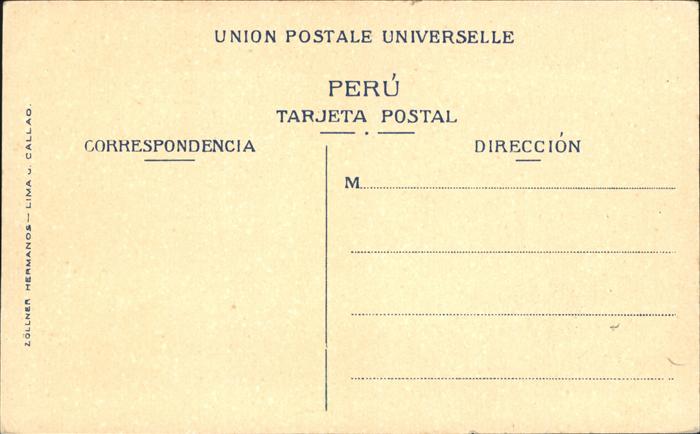 UNION POSTALE UNIVERSELLE
PERÚ
TARJETA POSTAL
CORRESPONDENCIA
DIRECCIÓN
M
ZÖLLNER HERMANOS — LIMA J. CALLAO.